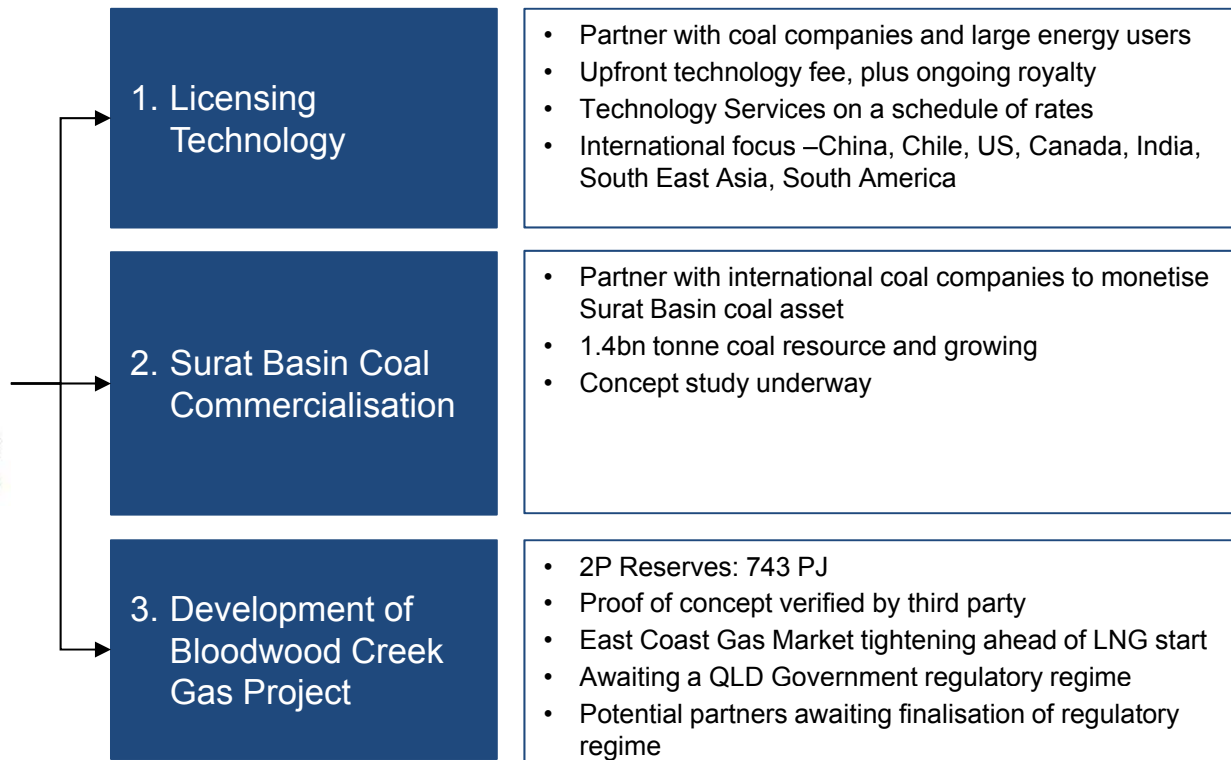 1. Licensing
Technology
• Partner with coal companies and large energy users
• Upfront technology fee, plus ongoing royalty
• Technology Services on a schedule of rates
• International focus –China, Chile, US, Canada, India,
South East Asia, South America
2. Surat Basin Coal
Commercialisation
• Partner with international coal companies to monetise
Surat Basin coal asset
• 1.4bn tonne coal resource and growing
• Concept study underway
3. Development of
Bloodwood Creek
Gas Project
• 2P Reserves: 743 PJ
• Proof of concept verified by third party
• East Coast Gas Market tightening ahead of LNG start
• Awaiting a QLD Government regulatory regime
• Potential partners awaiting finalisation of regulatory
regime